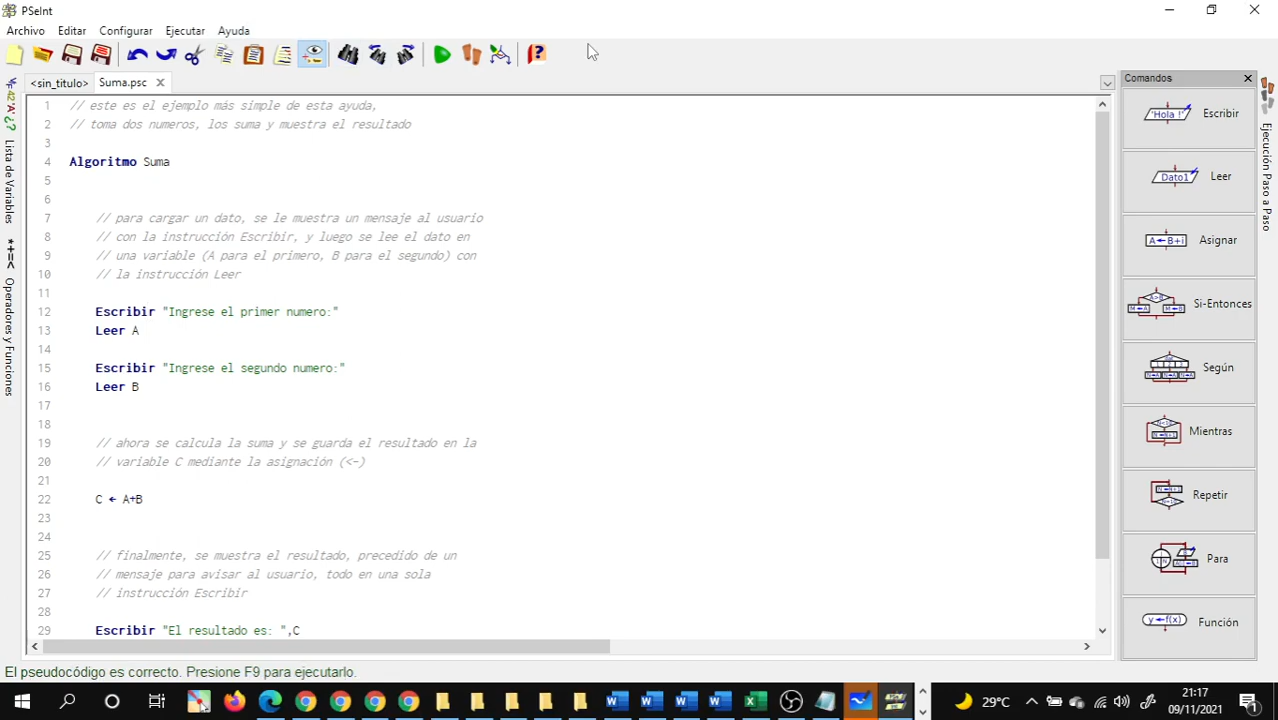 PSeInt
Archivo Editar Configurar Ejecutar Ayuda
<sin_titulo> Suma.psc
1 // este es el ejemplo más simple de esta ayuda,
2 // toma dos numeros, los suma y muestra el resultado
3
4 Algoritmo Suma
5
6
7 // para cargar un dato, se le muestra un mensaje al usuario
8 // con la instrucción Escribir, y luego se lee el dato en
9 // una variable (A para el primero, B para el segundo) con
10 // la instrucción Leer
11
12 Escribir "Ingrese el primer numero:"
13 Leer A
14
15 Escribir "Ingrese el segundo numero:"
16 Leer B
17
18
19 // ahora se calcula la suma y se guarda el resultado en la
20 // variable C mediante la asignación (<-)
21
22 C ← A+B
23
24
25 // finalmente, se muestra el resultado, precedido de un
26 // mensaje para avisar al usuario, todo en una sola
27 // instrucción Escribir
28
29 Escribir "El resultado es: ",C
Lista de Variables
*+=< Operadores y Funciones
Comandos
'Hola !' Escribir
Dato1 Leer
A←B+i Asignar
Si-Entonces
Según
Mientras
Repetir
Para
y←f(x) Función
Ejecución Paso a Paso
El pseudocódigo es correcto. Presione F9 para ejecutarlo.
29°C
21:17
09/11/2021
1